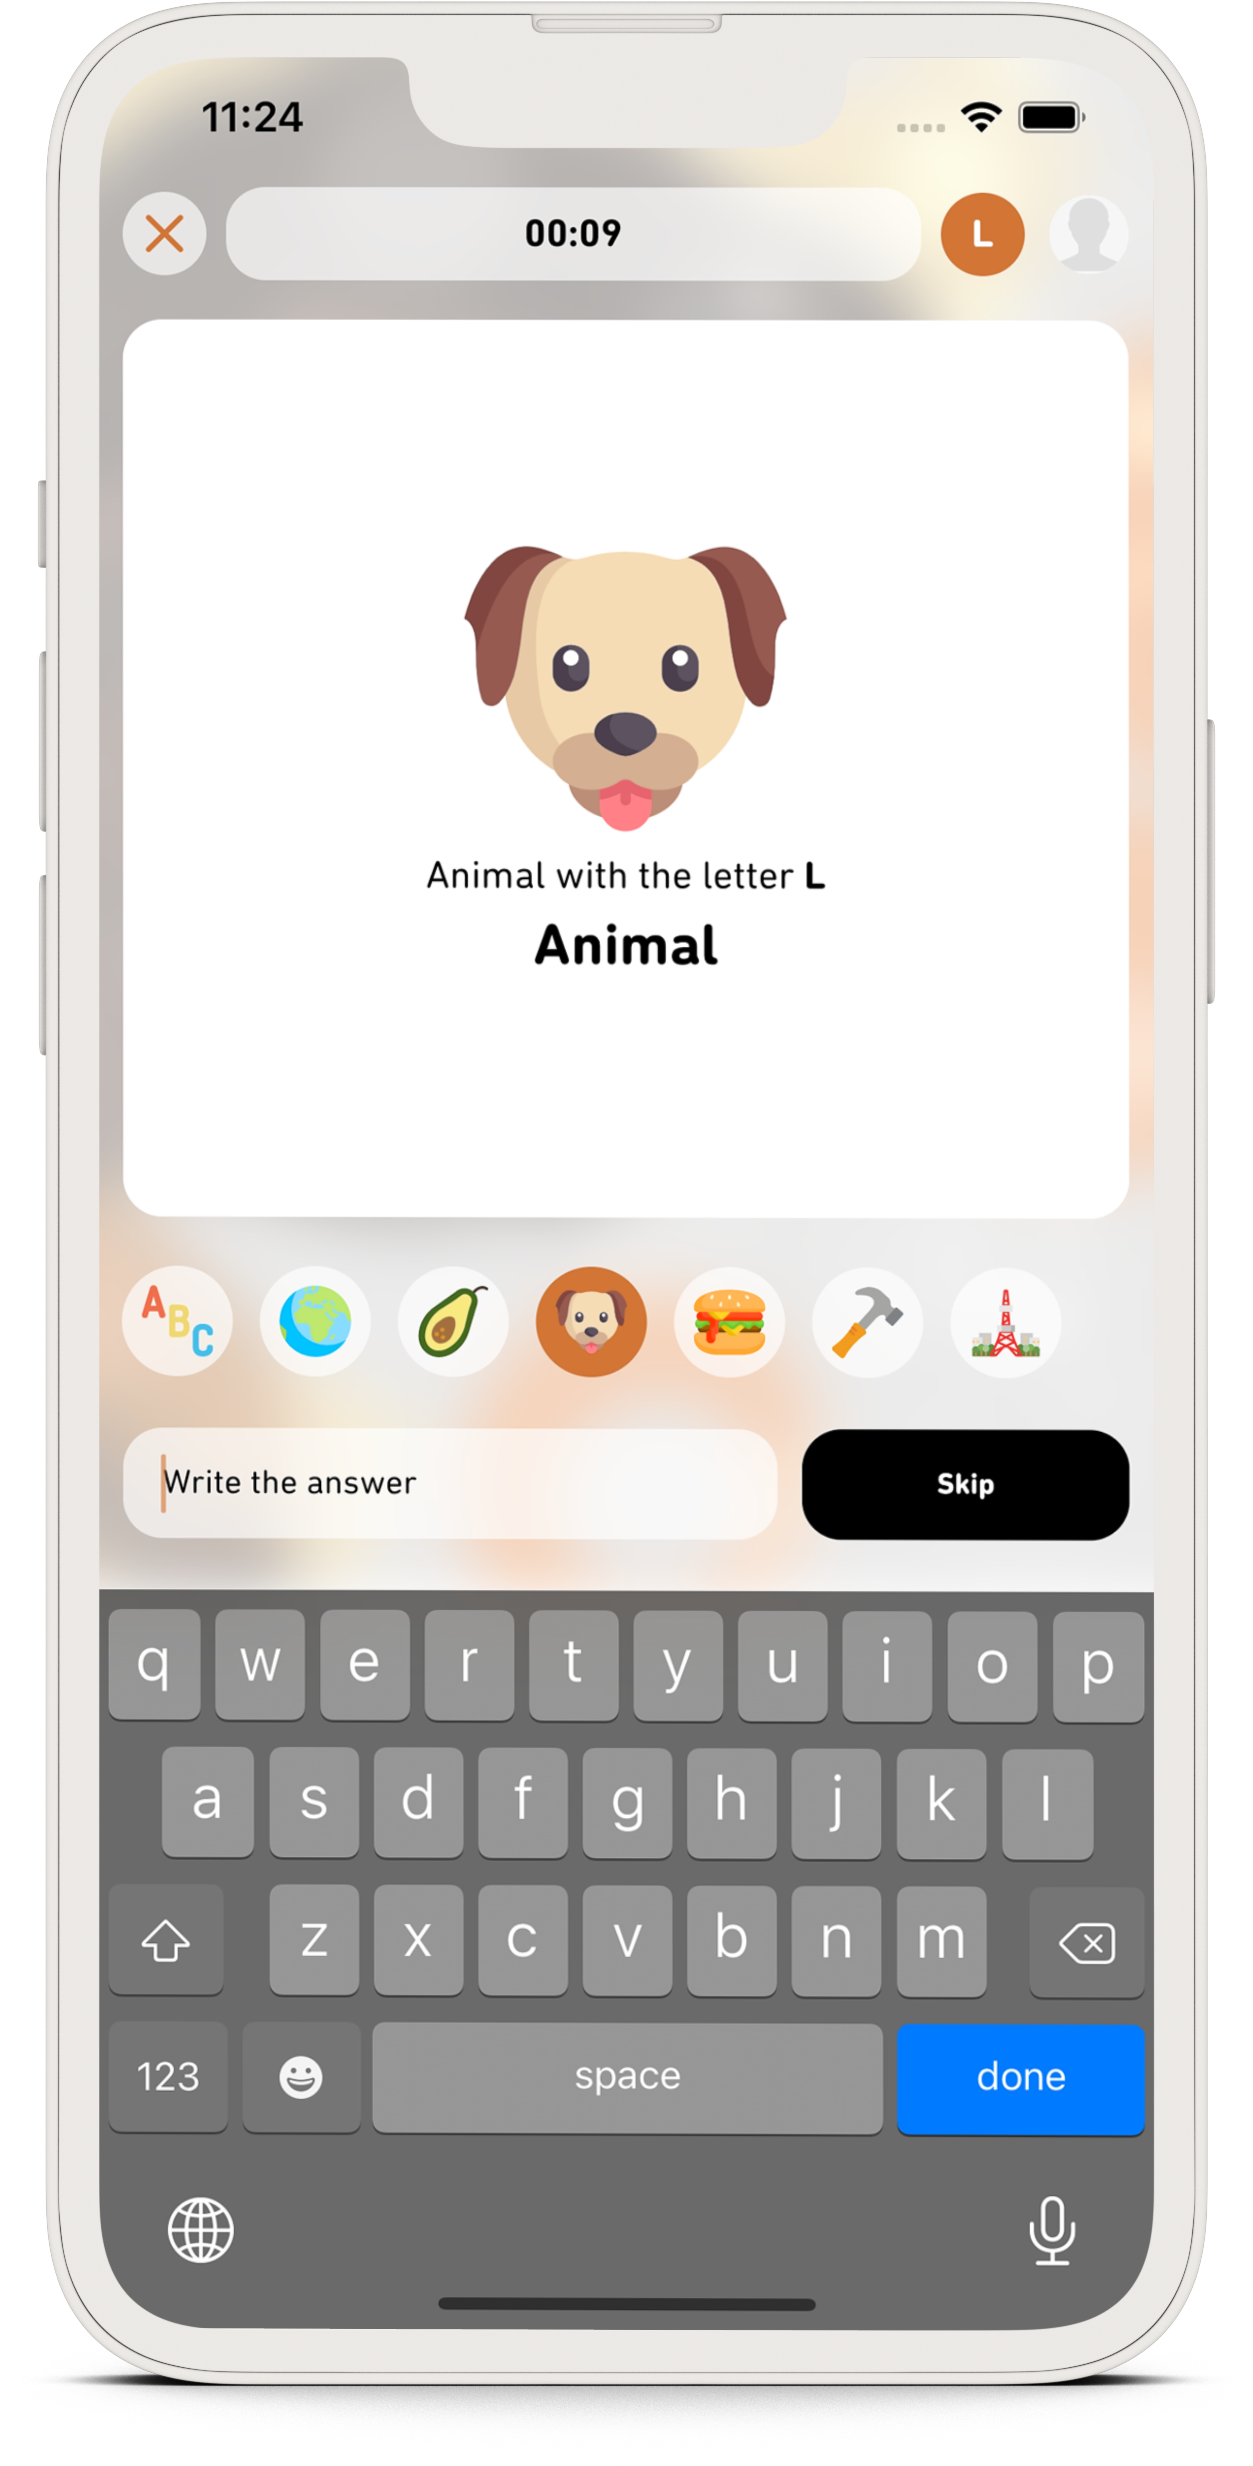 11:24
00:09
L
Animal with the letter L
Animal
A
B
C
Write the answer
Skip
q w e r t y u i o p
a s d f g h j k l
z x c v b n m
123
space
done